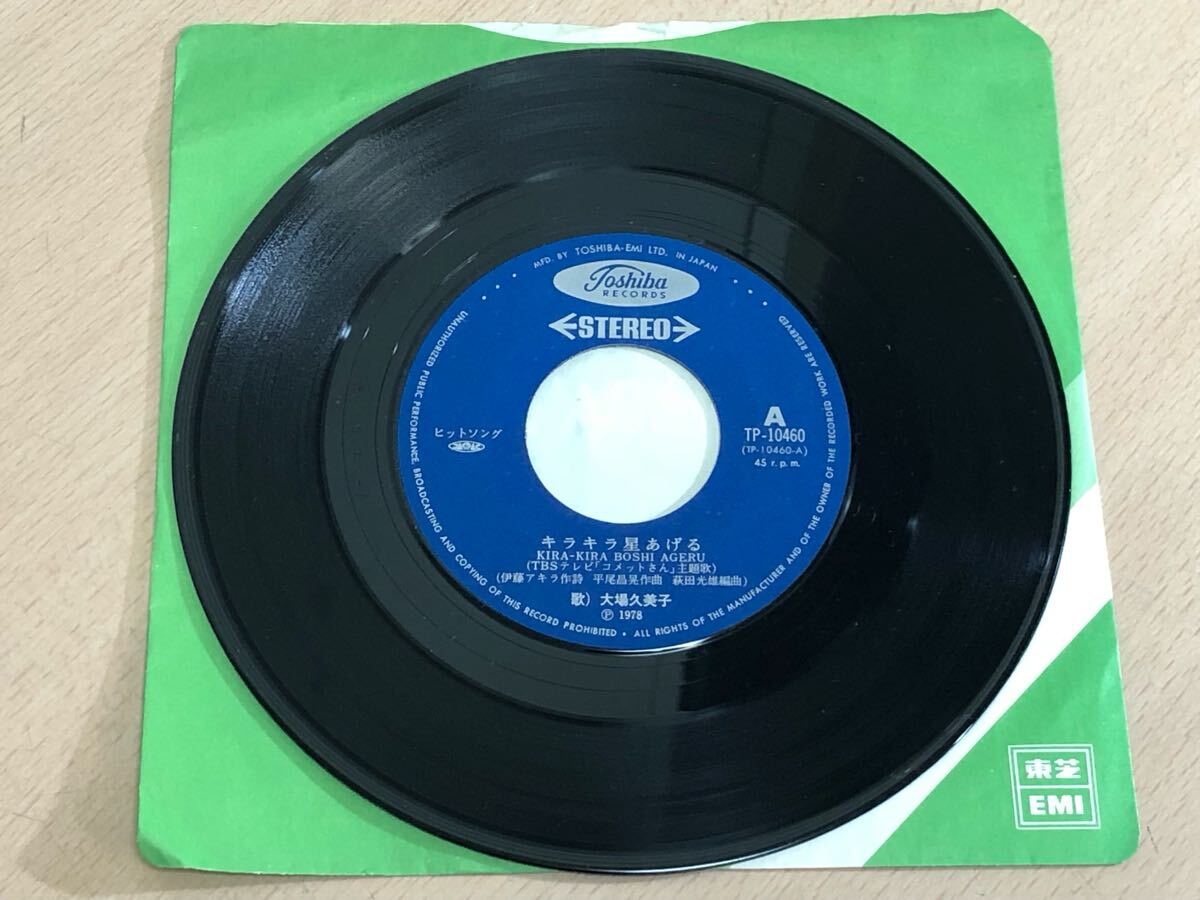 MFD. BY TOSHIBA-EMI LTD. IN JAPAN
Toshiba
RECORDS
STEREO
ヒットソング
A
TP-10460
(TP-10460-A)
45 r.p.m.
キラキラ星あげる
KIRA-KIRA BOSHI AGERU
(TBSテレビ「コメットさん」主題歌)
(伊藤アキラ作詩 平尾昌晃作曲 萩田光雄編曲)
歌) 大場久美子
Ⓟ 1978
UNAUTHORIZED PUBLIC PERFORMANCE, BROADCASTING AND COPYING OF THIS RECORD PROHIBITED • ALL RIGHTS OF THE MANUFACTURER AND OF THE OWNER OF THE RECORDED WORK ARE RESERVED
東芝
EMI